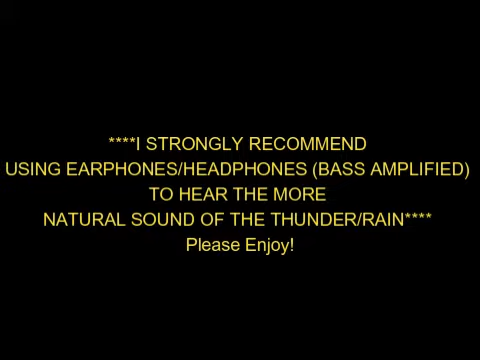 ****I STRONGLY RECOMMEND
USING EARPHONES/HEADPHONES (BASS AMPLIFIED)
TO HEAR THE MORE
NATURAL SOUND OF THE THUNDER/RAIN****
Please Enjoy!